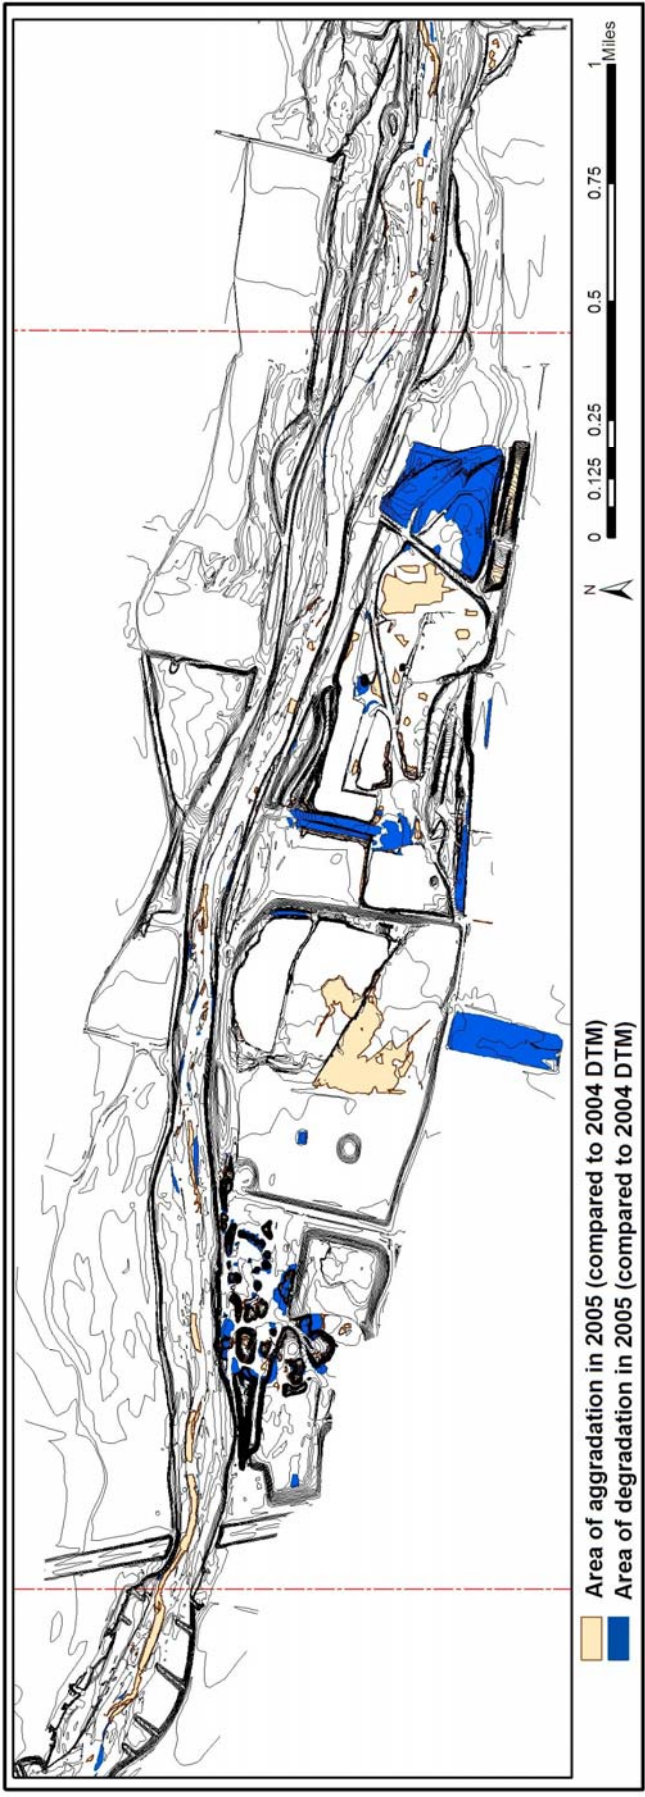 Area of aggradation in 2005 (compared to 2004 DTM)
Area of degradation in 2005 (compared to 2004 DTM)
N
0 0.125 0.25 0.5 0.75 1
Miles